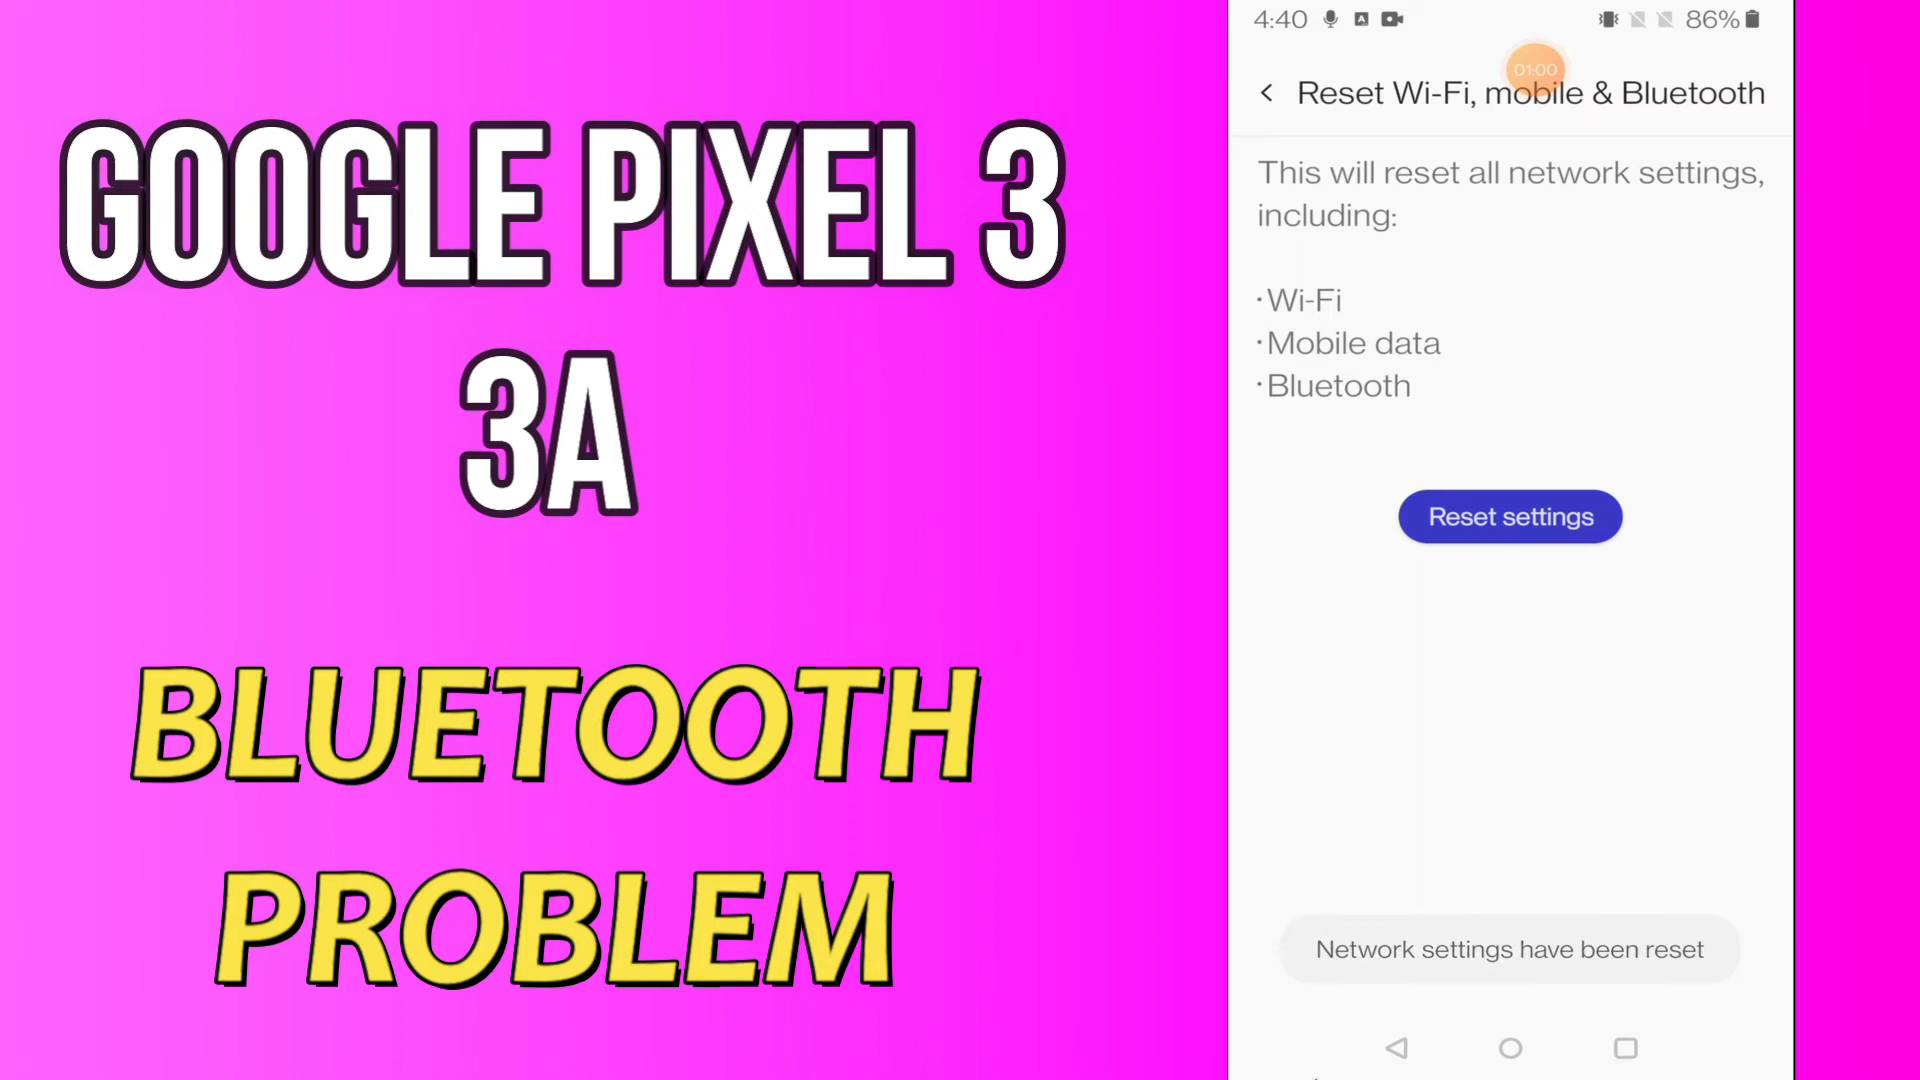 GOOGLE PIXEL 3
3A
BLUETOOTH
PROBLEM
4:40
86%
01:00
Reset Wi-Fi, mobile & Bluetooth
This will reset all network settings,
including:
· Wi-Fi
· Mobile data
· Bluetooth
Reset settings
Network settings have been reset